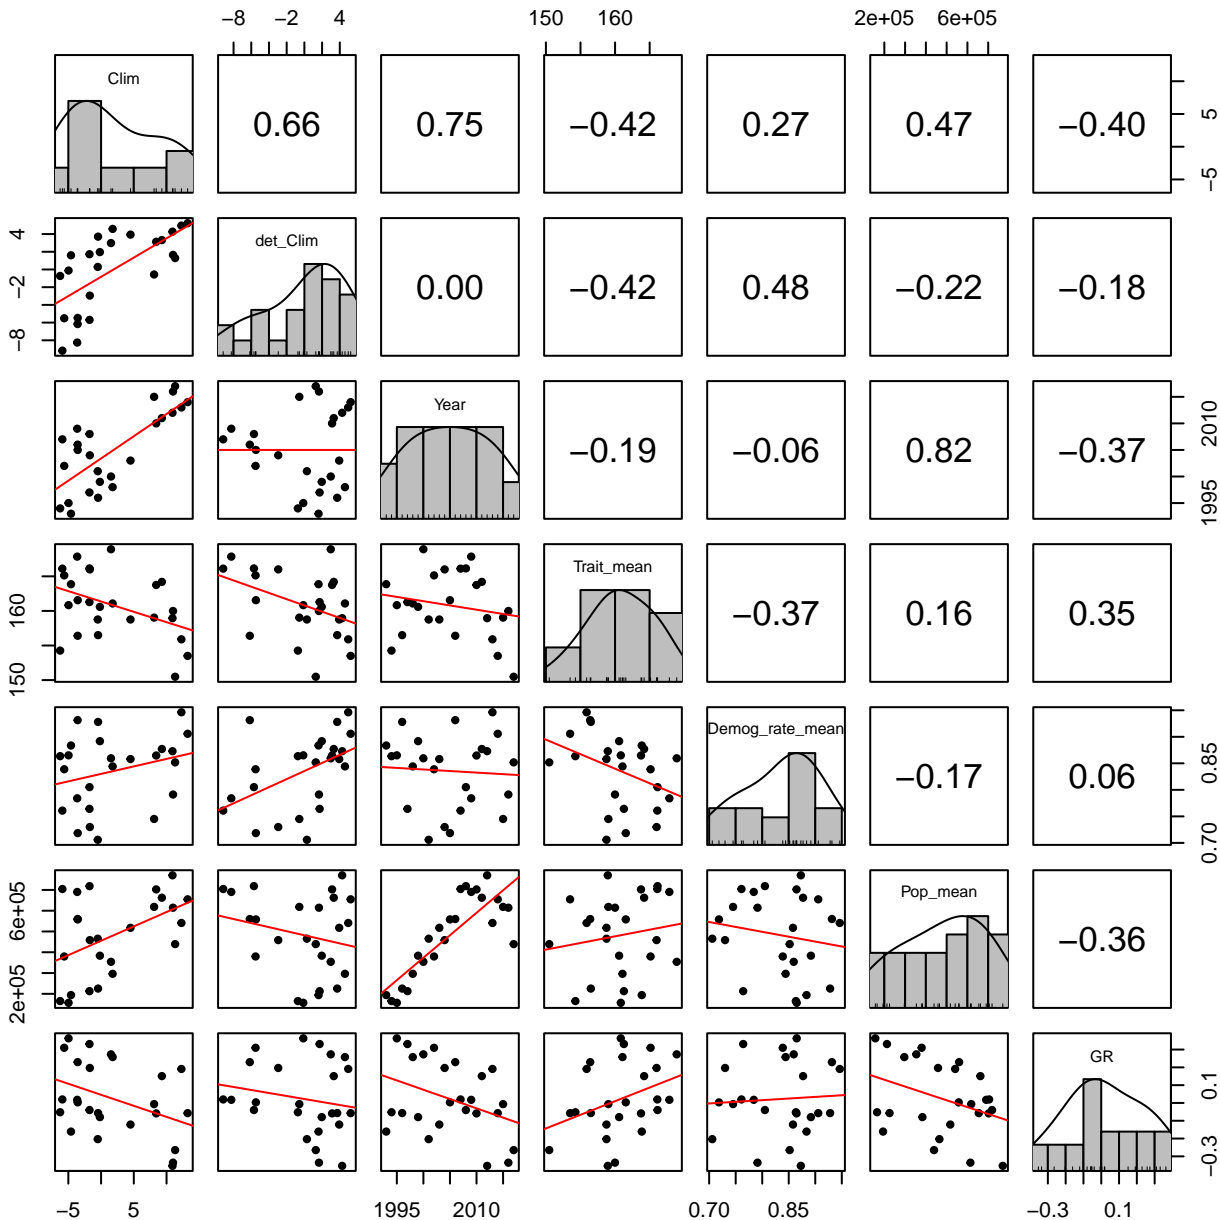 −8 −2 4 150 160 2e+05 6e+05
Clim 0.66 0.75 −0.42 0.27 0.47 −0.40 −5 5
−8 −2 4 det_Clim 0.00 −0.42 0.48 −0.22 −0.18
Year −0.19 −0.06 0.82 −0.37 1995 2010
150 160 Trait_mean −0.37 0.16 0.35
Demog_rate_mean −0.17 0.06 0.70 0.85
2e+05 6e+05 Pop_mean −0.36
GR −0.3 0.1
−5 5 1995 2010 0.70 0.85 −0.3 0.1